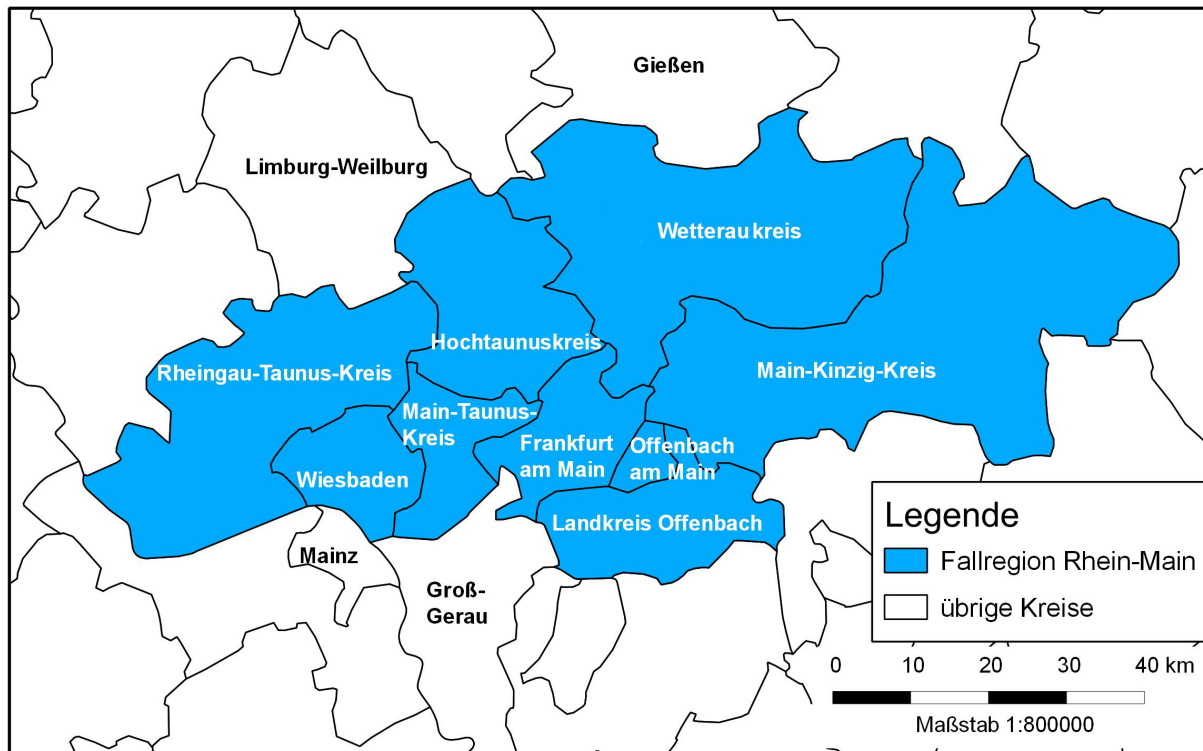 Gießen
Limburg-Weilburg
Wetteraukreis
Hochtaunuskreis
Rheingau-Taunus-Kreis
Main-Kinzig-Kreis
Main-Taunus-
Kreis
Frankfurt
am Main
Offenbach
am Main
Wiesbaden
Landkreis Offenbach
Mainz
Groß-
Gerau
Legende
Fallregion Rhein-Main
übrige Kreise
0 10 20 30 40 km
Maßstab 1:800000